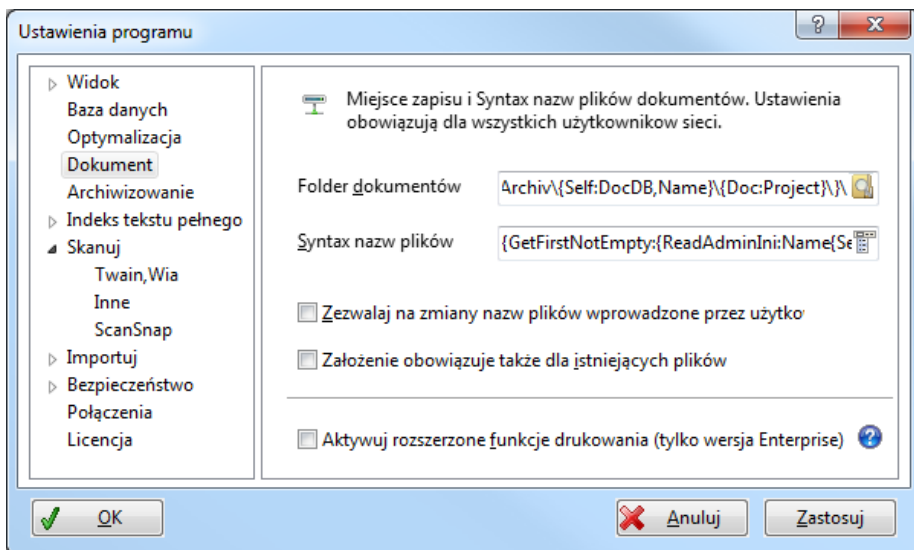 Ustawienia programu
Widok
Baza danych
Optymalizacja
Dokument
Archiwizowanie
Indeks tekstu pełnego
Skanuj
Twain,Wia
Inne
ScanSnap
Importuj
Bezpieczeństwo
Połączenia
Licencja
Miejsce zapisu i Syntax nazw plików dokumentów. Ustawienia
obowiązują dla wszystkich użytkownikow sieci.
Folder dokumentów
Archiv\{Self:DocDB,Name}\{Doc:Project}\}\
Syntax nazw plików
{GetFirstNotEmpty:{ReadAdminIni:Name{Se
Zezwalaj na zmiany nazw plików wprowadzone przez użytko
Założenie obowiązuje także dla istniejących plików
Aktywuj rozszerzone funkcje drukowania (tylko wersja Enterprise)
OK
Anuluj
Zastosuj